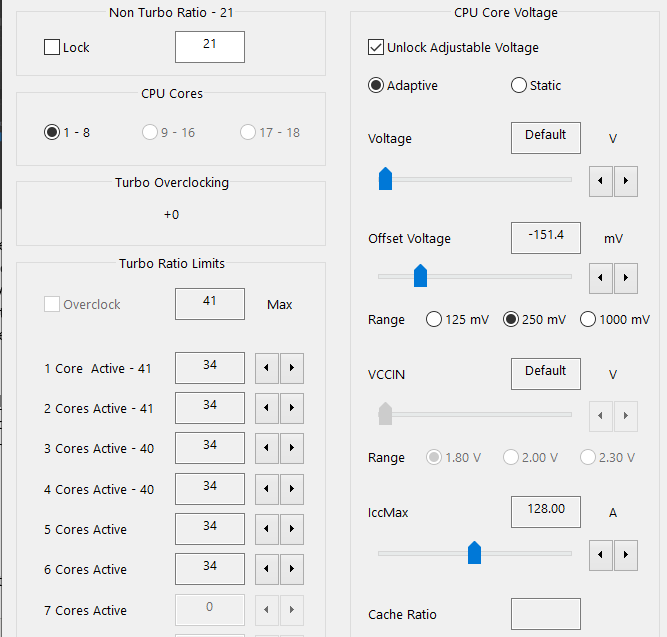 Non Turbo Ratio - 21
Lock
21
CPU Cores
1 - 8
9 - 16
17 - 18
Turbo Overclocking
+0
Turbo Ratio Limits
Overclock
41
Max
1 Core  Active - 41
34
2 Cores Active - 41
34
3 Cores Active - 40
34
4 Cores Active - 40
34
5 Cores Active
34
6 Cores Active
34
7 Cores Active
0
CPU Core Voltage
Unlock Adjustable Voltage
Adaptive
Static
Voltage
Default
V
Offset Voltage
-151.4
mV
Range
125 mV
250 mV
1000 mV
VCCIN
Default
V
Range
1.80 V
2.00 V
2.30 V
IccMax
128.00
A
Cache Ratio